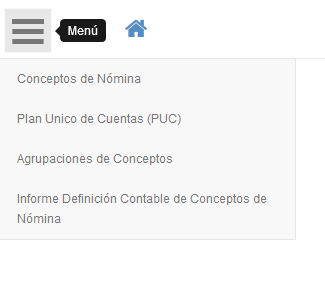 Menú
Conceptos de Nómina
Plan Unico de Cuentas (PUC)
Agrupaciones de Conceptos
Informe Definición Contable de Conceptos de
Nómina